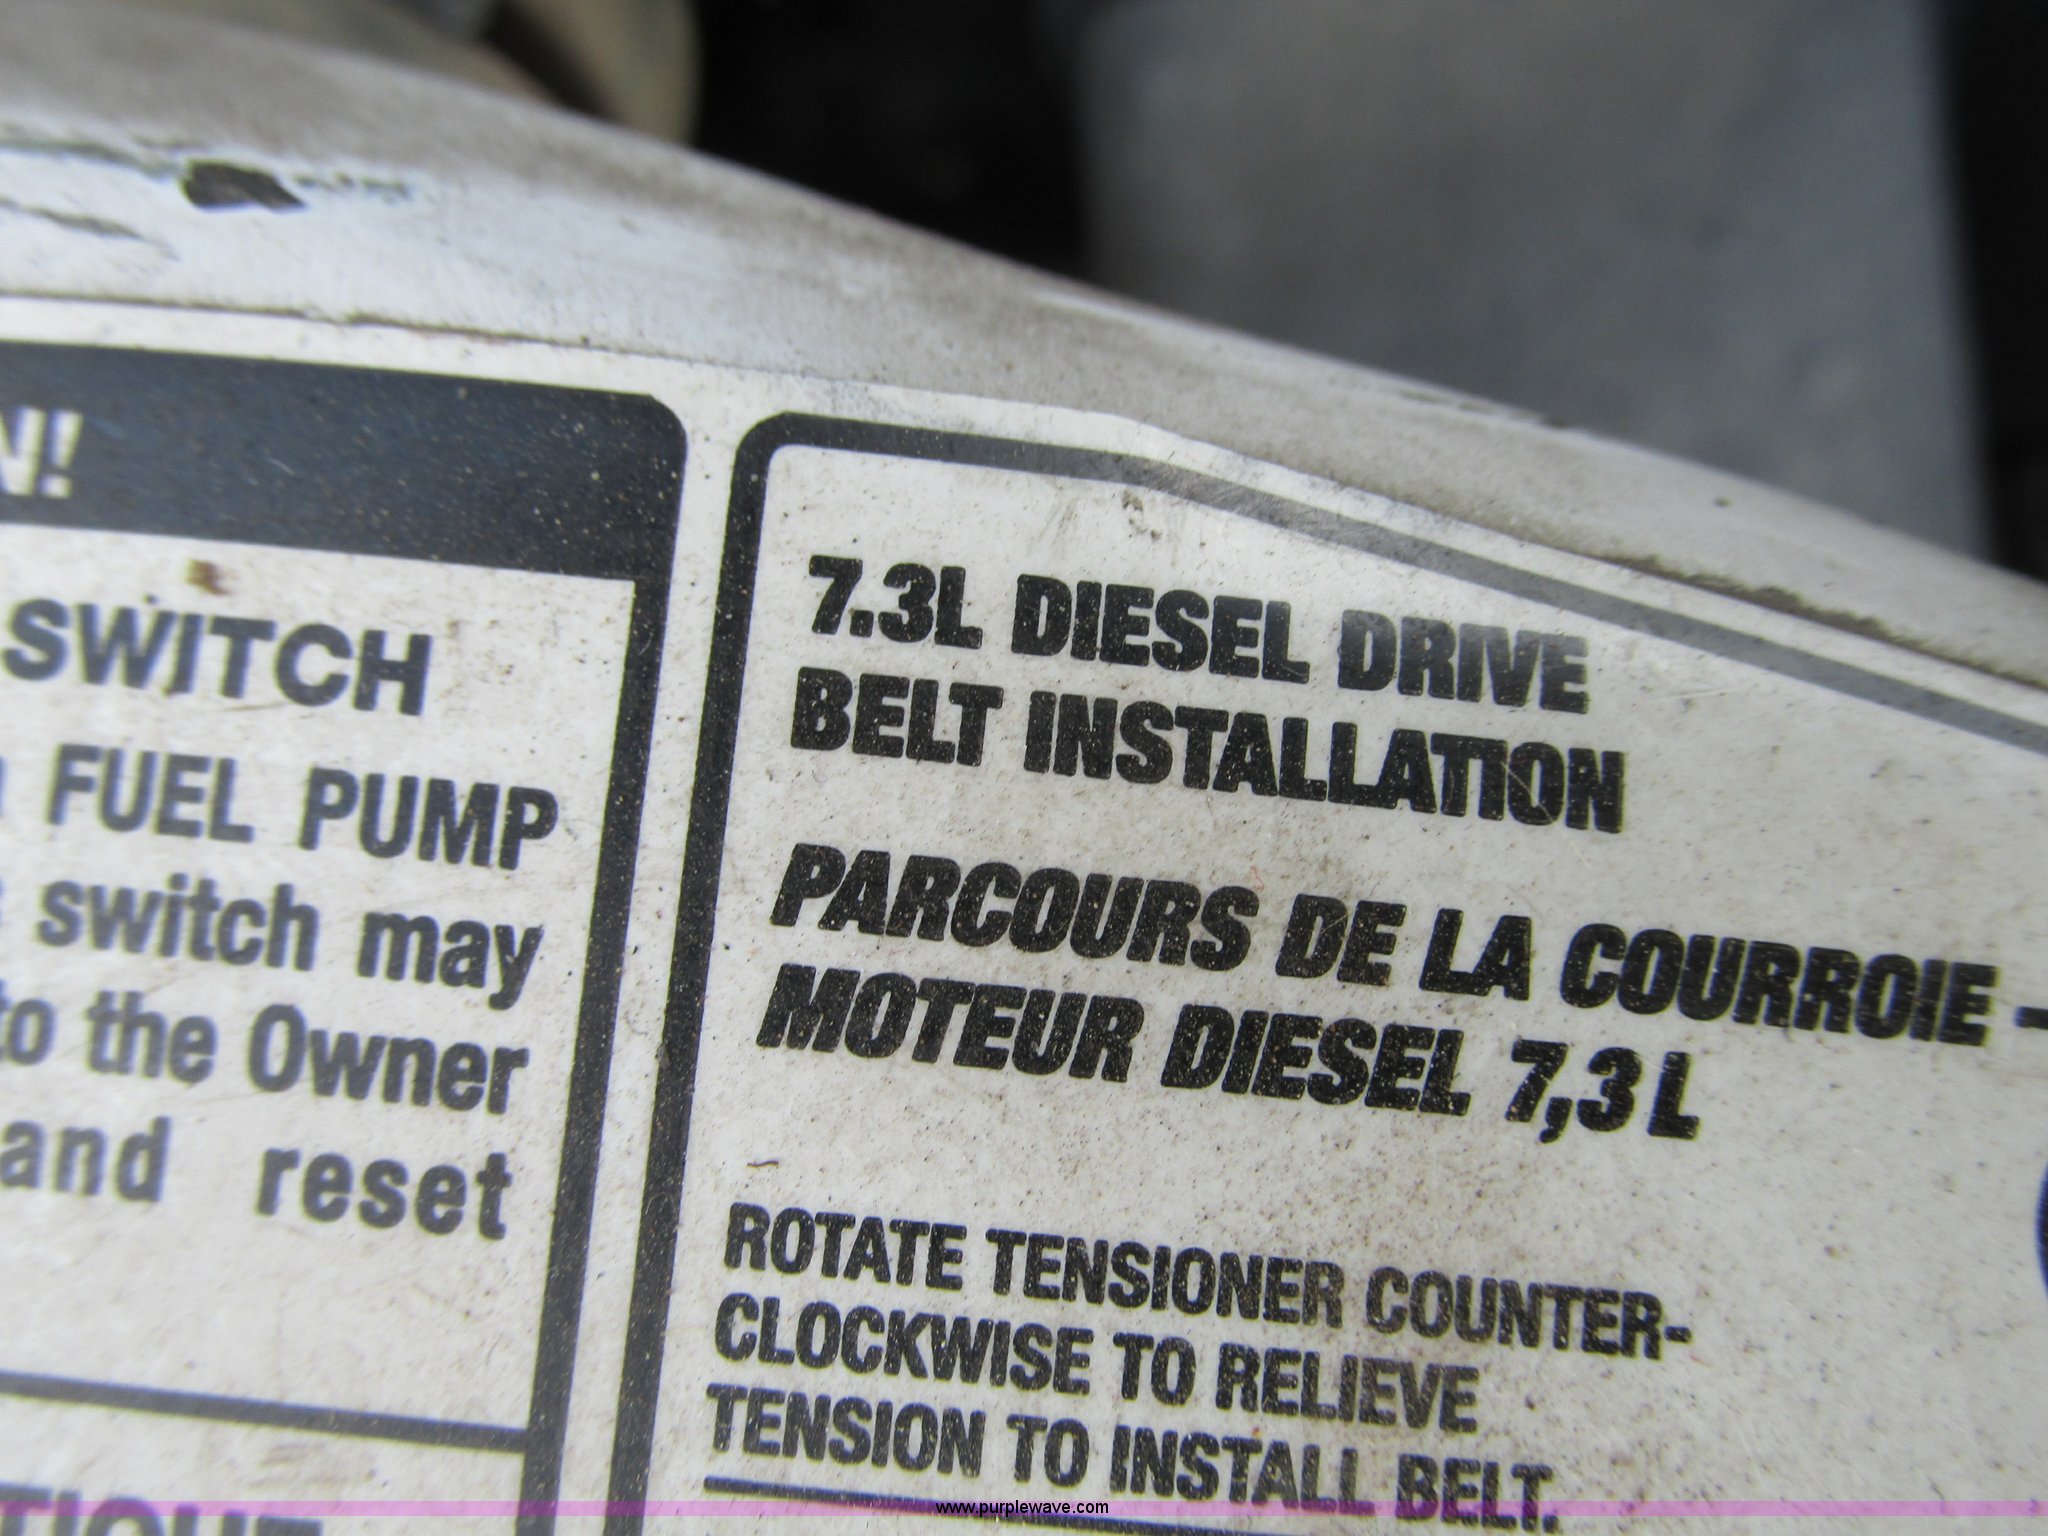 N!
SWITCH
FUEL PUMP
switch may
to the Owner
and reset
7.3L DIESEL DRIVE
BELT INSTALLATION
PARCOURS DE LA COURROIE -
MOTEUR DIESEL 7,3 L
ROTATE TENSIONER COUNTER-
CLOCKWISE TO RELIEVE
TENSION TO INSTALL BELT.
www.purplewave.com